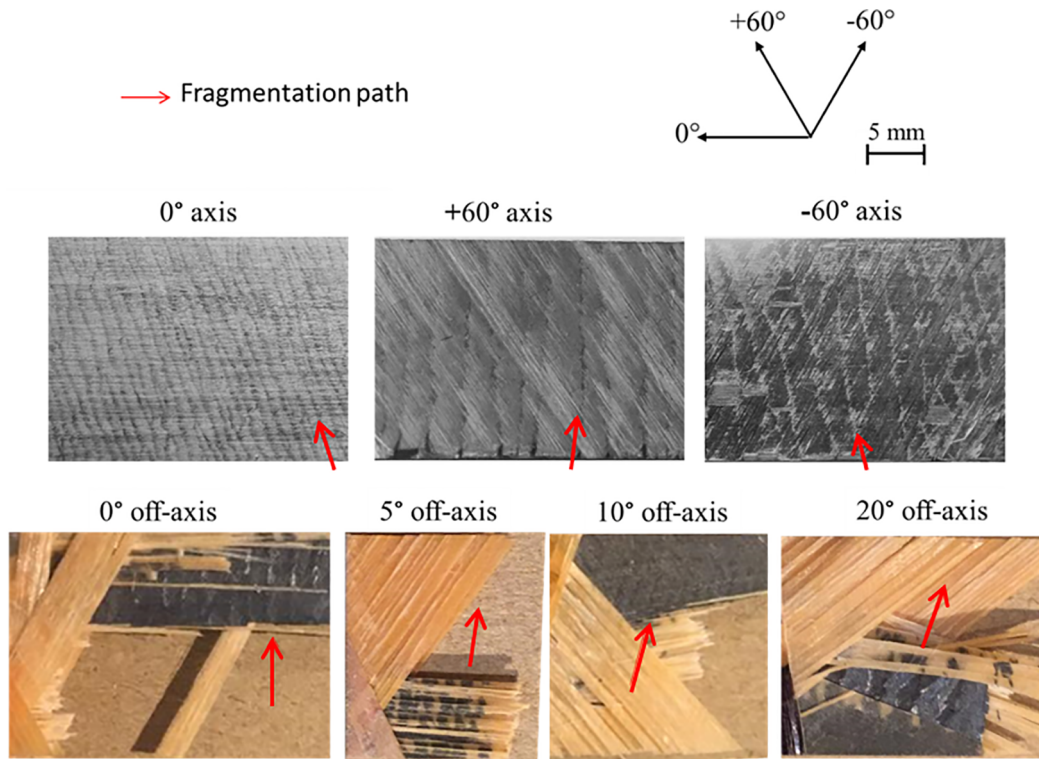 +60° -60°
Fragmentation path
0°
5 mm
0° axis +60° axis -60° axis
0° off-axis 5° off-axis 10° off-axis 20° off-axis